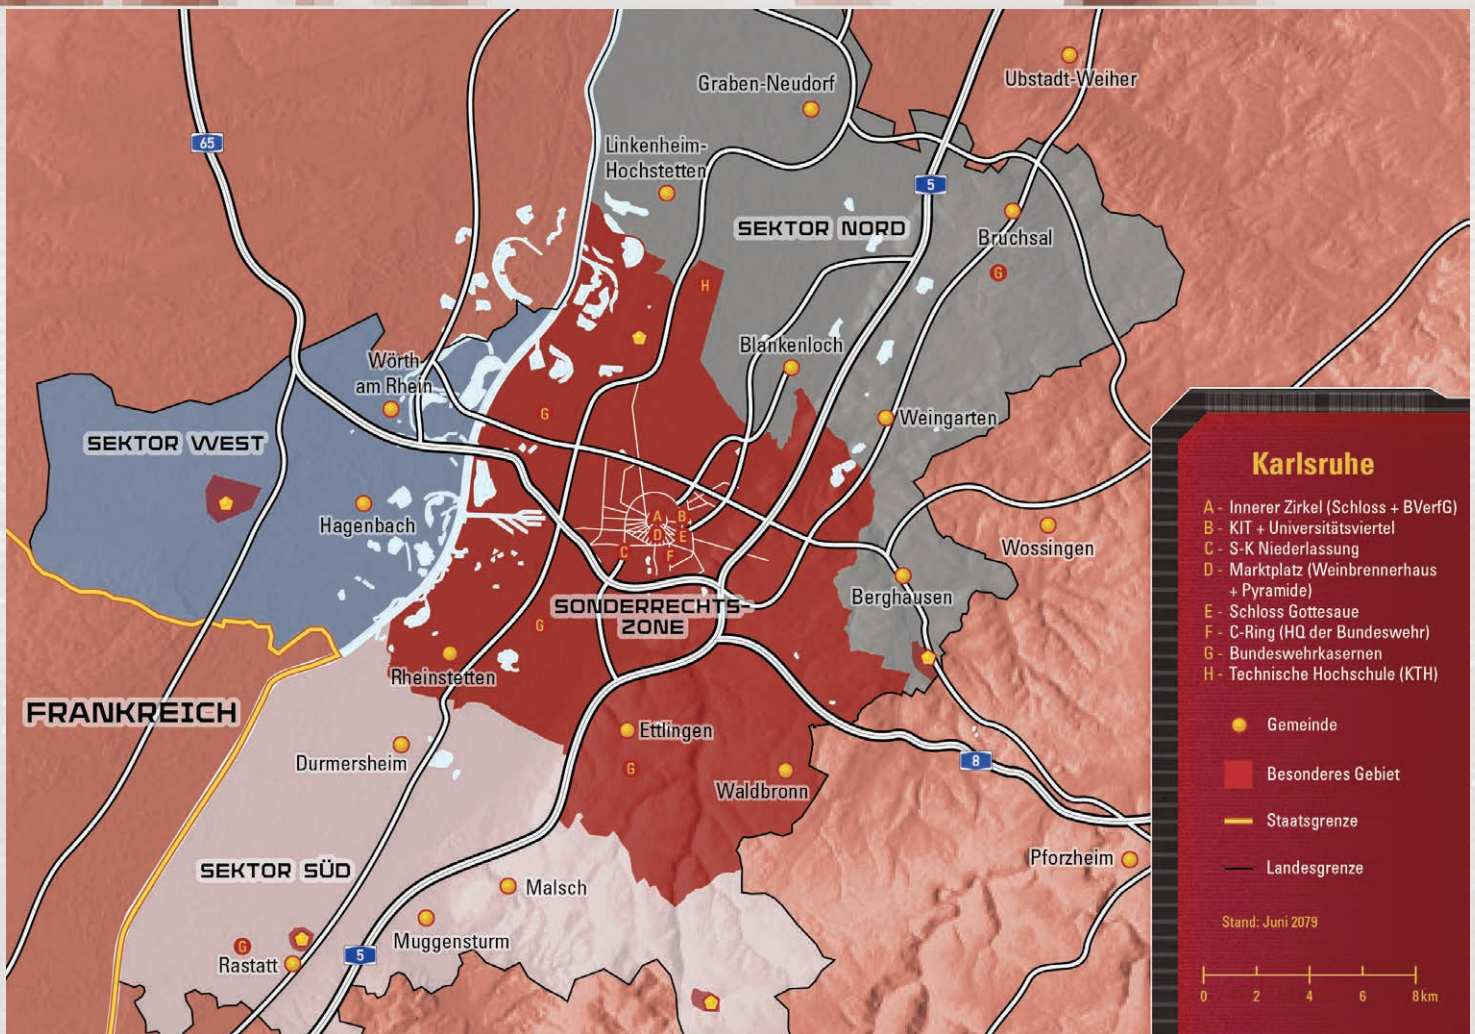 65
Graben-Neudorf
Ubstadt-Weiher
Linkenheim-
Hochstetten
5
SEKTOR NORD
Bruchsal
G
H
Blankenloch
Wörth
am Rhein
G
Weingarten
SEKTOR WEST
Hagenbach
A
B
D
E
C
F
Wossingen
Berghausen
SONDERRECHTS-
ZONE
G
Rheinstetten
FRANKREICH
Ettlingen
G
Durmersheim
Waldbronn
8
Pforzheim
SEKTOR SÜD
Malsch
Muggensturm
G
Rastatt
5
Karlsruhe
A - Innerer Zirkel (Schloss + BVerfG)
B - KIT + Universitätsviertel
C - S-K Niederlassung
D - Marktplatz (Weinbrennerhaus
+ Pyramide)
E - Schloss Gottesaue
F - C-Ring (HQ der Bundeswehr)
G - Bundeswehrkasernen
H - Technische Hochschule (KTH)
Gemeinde
Besonderes Gebiet
Staatsgrenze
Landesgrenze
Stand: Juni 2079
0 2 4 6 8km